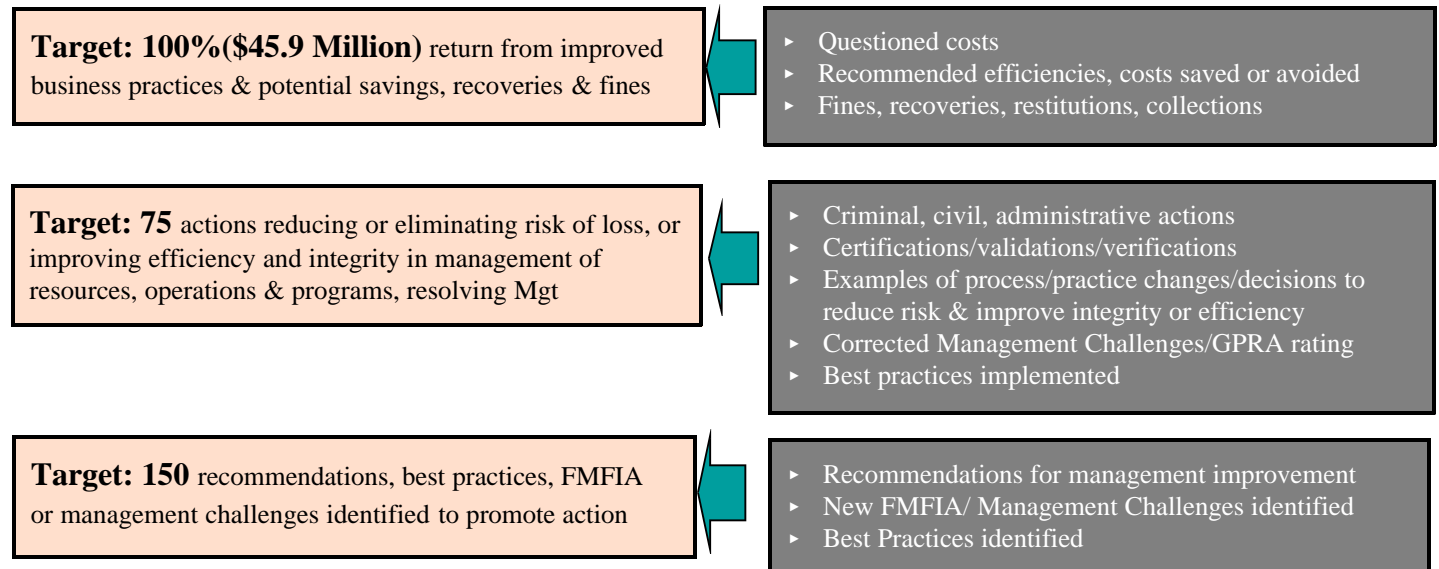 Target: 100%($45.9 Million) return from improved
business practices & potential savings, recoveries & fines
▸ Questioned costs
▸ Recommended efficiencies, costs saved or avoided
▸ Fines, recoveries, restitutions, collections
Target: 75 actions reducing or eliminating risk of loss, or
improving efficiency and integrity in management of
resources, operations & programs, resolving Mgt
▸ Criminal, civil, administrative actions
▸ Certifications/validations/verifications
▸ Examples of process/practice changes/decisions to
reduce risk & improve integrity or efficiency
▸ Corrected Management Challenges/GPRA rating
▸ Best practices implemented
Target: 150 recommendations, best practices, FMFIA
or management challenges identified to promote action
▸ Recommendations for management improvement
▸ New FMFIA/ Management Challenges identified
▸ Best Practices identified